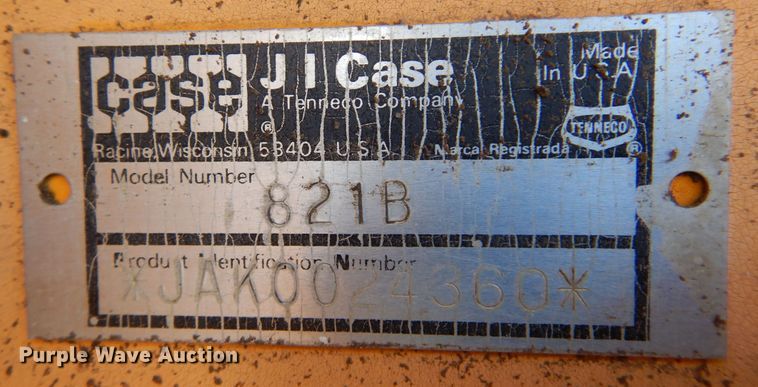 case J I Case
A Tenneco Company
®
Made
In U S A
TENNECO ®
Racine, Wisconsin 53404 U.S.A. Marca Registrada
Model Number
821B
Product Identification Number
*JAK0024360*
Purple Wave Auction